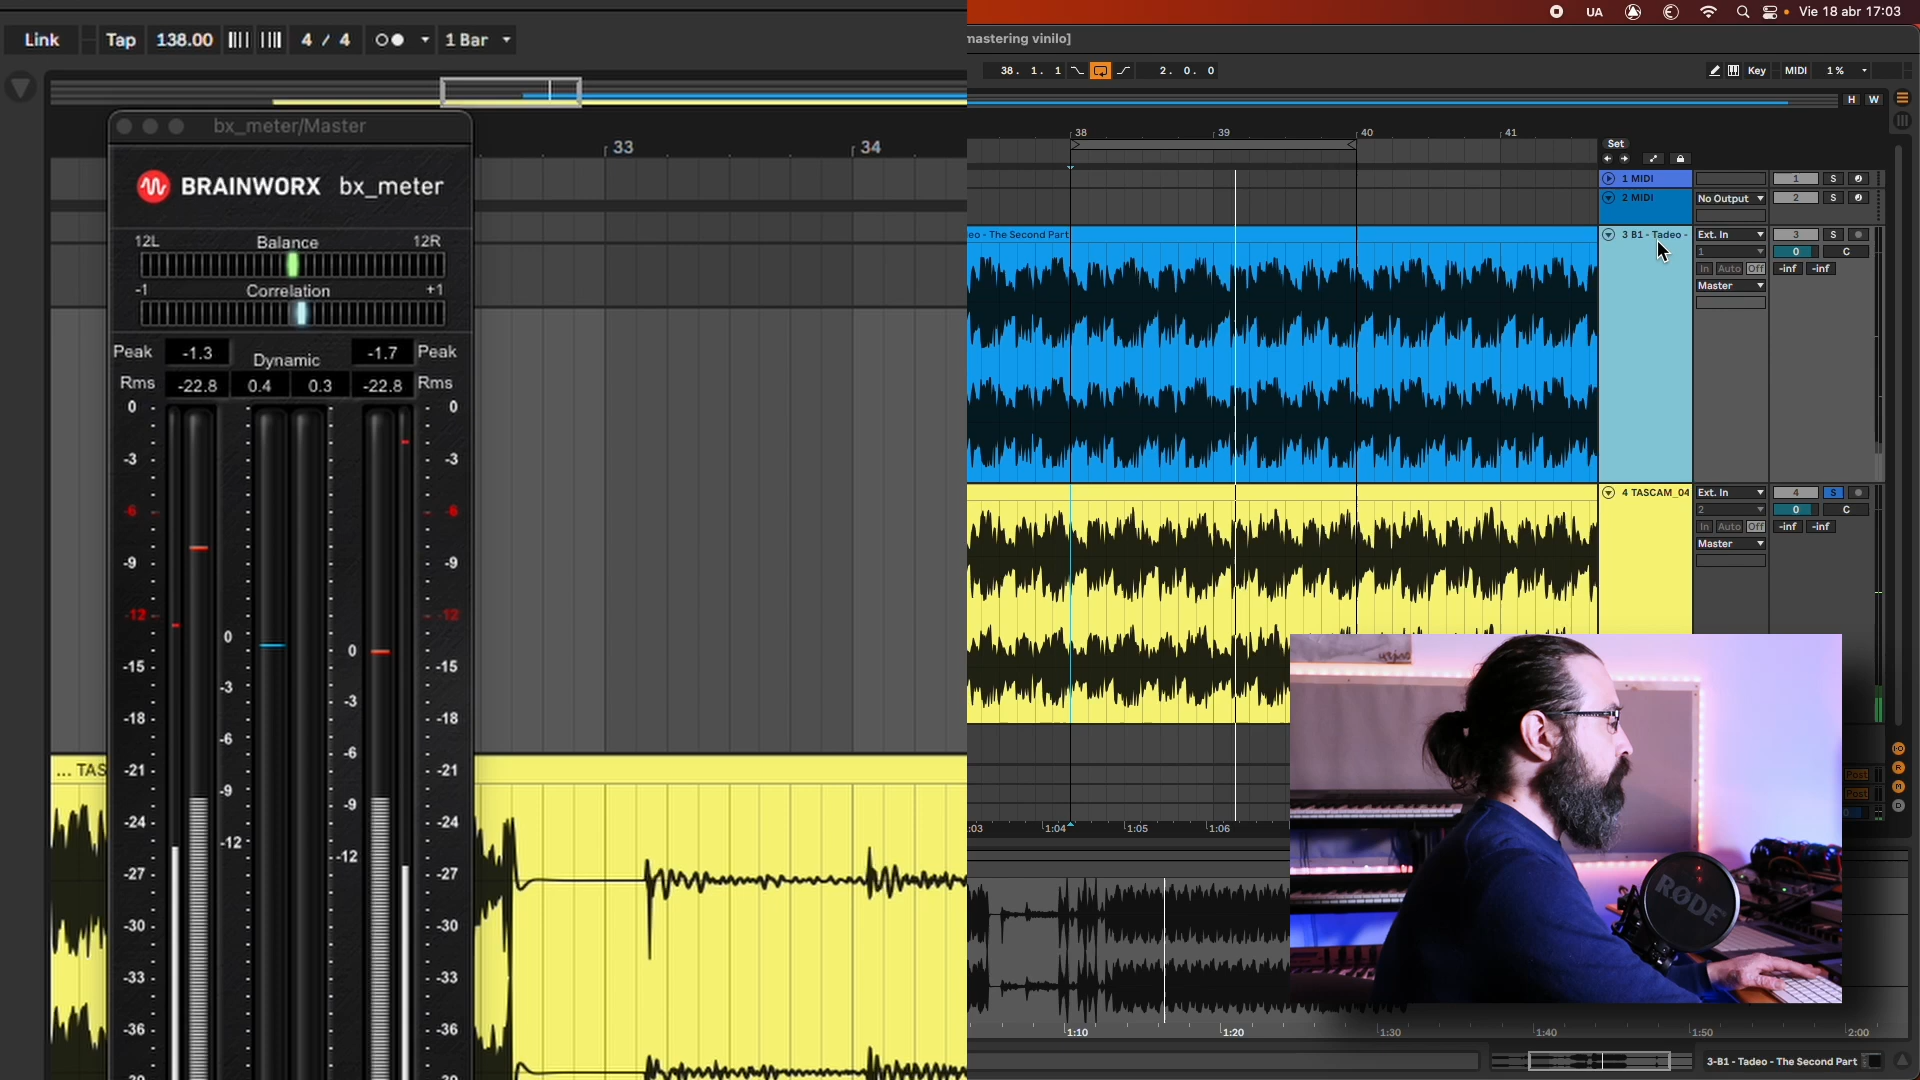 Link
Tap
138.00
4 / 4
1 Bar
bx_meter/Master
33
34
BRAINWORX bx_meter
12L Balance 12R
-1 Correlation +1
Peak -1.3 Dynamic -1.7 Peak
Rms -22.8 0.4 0.3 -22.8 Rms
0 0
-3 -3
-6 -6
-9 -9
-12 -12
0 0
-15 -15
-3 -3
-18 -18
-6 -6
-21 -21
-9 -9
-24 -24
-12 -12
-27 -27
-30 -30
-33 -33
-36 -36
... TAS
UA
Vie 18 abr 17:03
mastering vinilo]
38. 1. 1
2. 0. 0
Key
MIDI
1 %
H W
38
39
40
41
Set
1 MIDI
1 S
2 MIDI
No Output
2 S
eo - The Second Part
3 B1 - Tadeo -
Ext. In
3 S
1
0 C
In Auto Off
-inf -inf
Master
4 TASCAM_04
Ext. In
4 S
2
0 C
In Auto Off
-inf -inf
Master
I·O
R
M
D
Post
Post
:03
1:04
1:05
1:06
RØDE
1:10
1:20
1:30
1:40
1:50
2:00
3-B1 - Tadeo - The Second Part